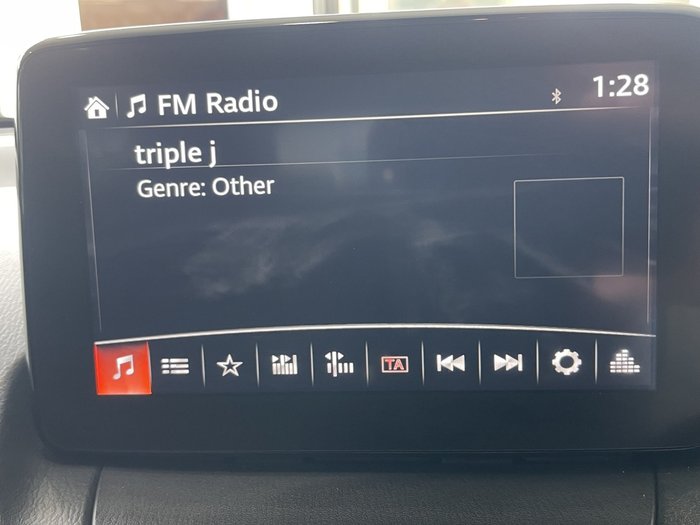 FM Radio
1:28
triple j
Genre: Other
TA